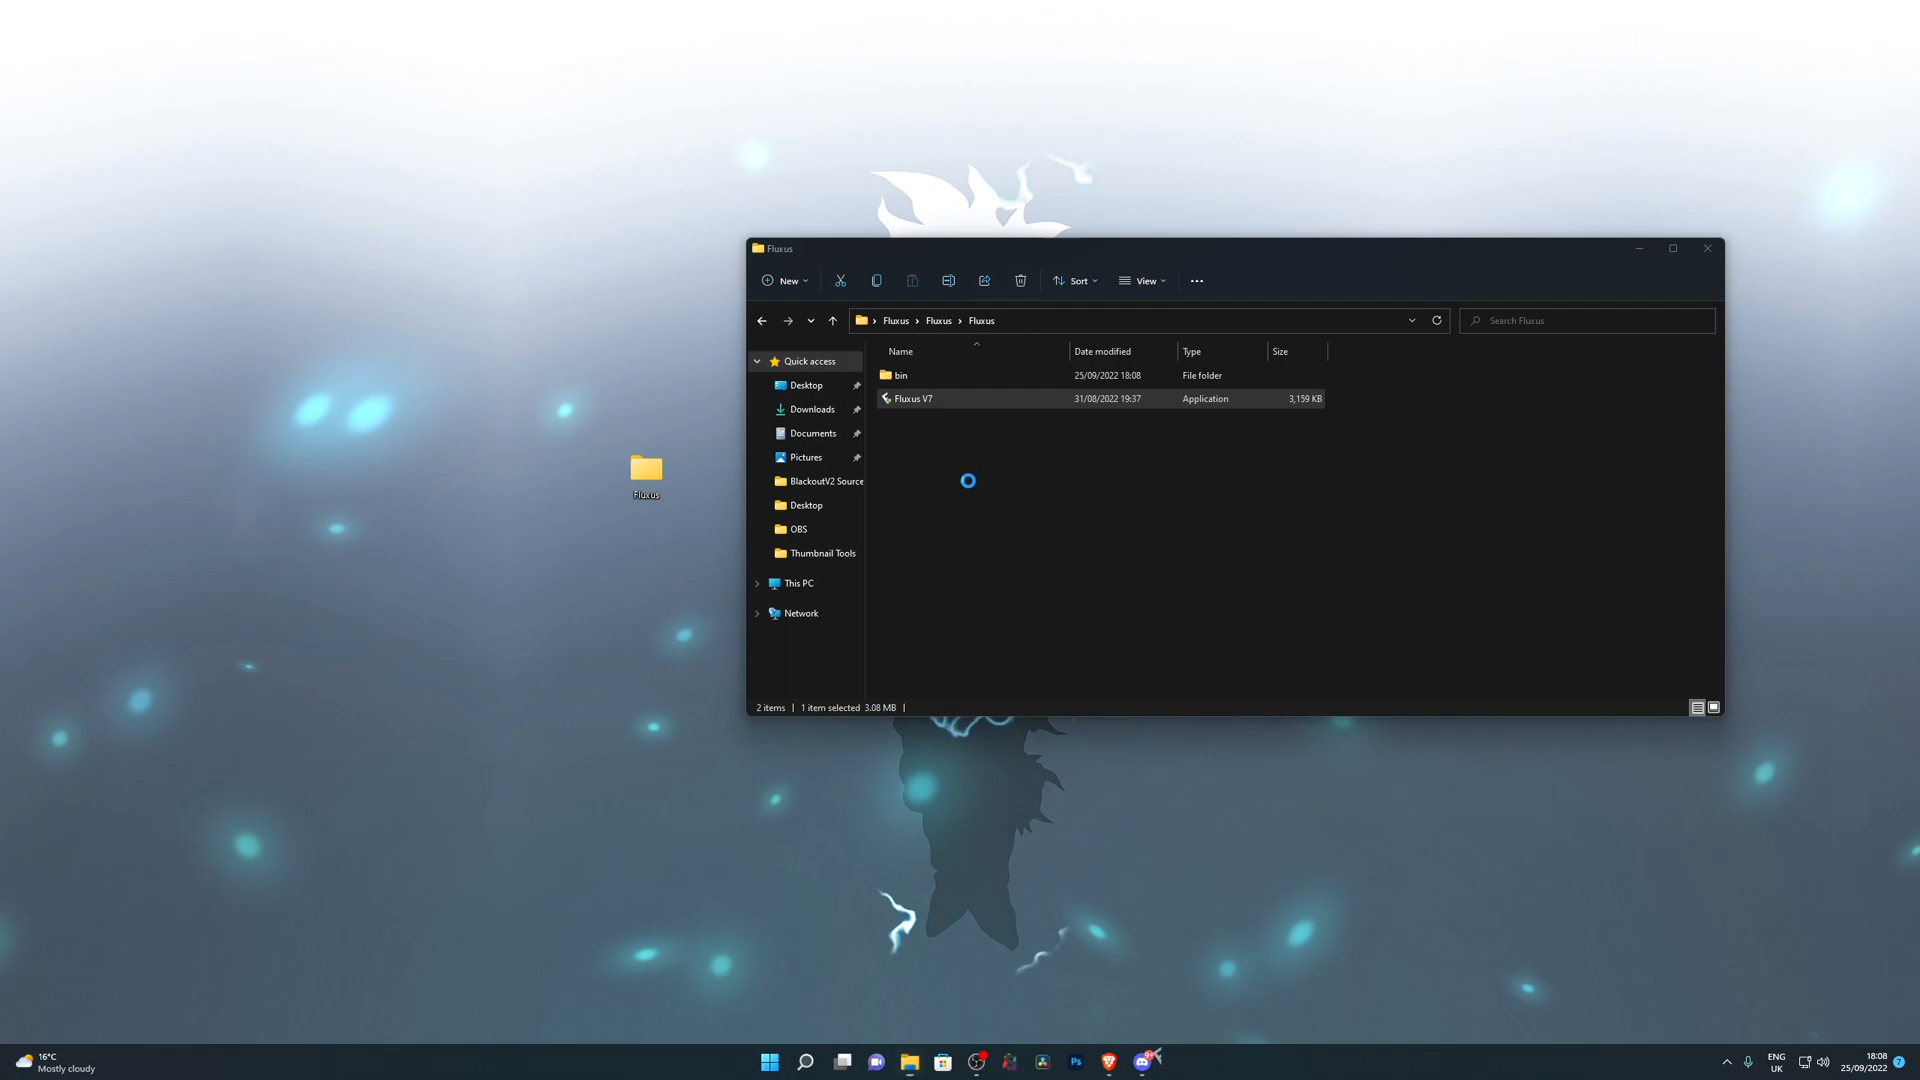 Fluxus
New
Sort
View
Fluxus
Fluxus
Fluxus
Search Fluxus
Name
Date modified
Type
Size
Quick access
bin
25/09/2022 18:08
File folder
Desktop
Fluxus V7
31/08/2022 19:37
Application
3,159 KB
Downloads
Documents
Pictures
BlackoutV2 Source
Desktop
OBS
Thumbnail Tools
This PC
Network
Fluxus
2 items
1 item selected 3.08 MB
16°C
Mostly cloudy
Ps
9+
ENG
UK
18:08
25/09/2022
7